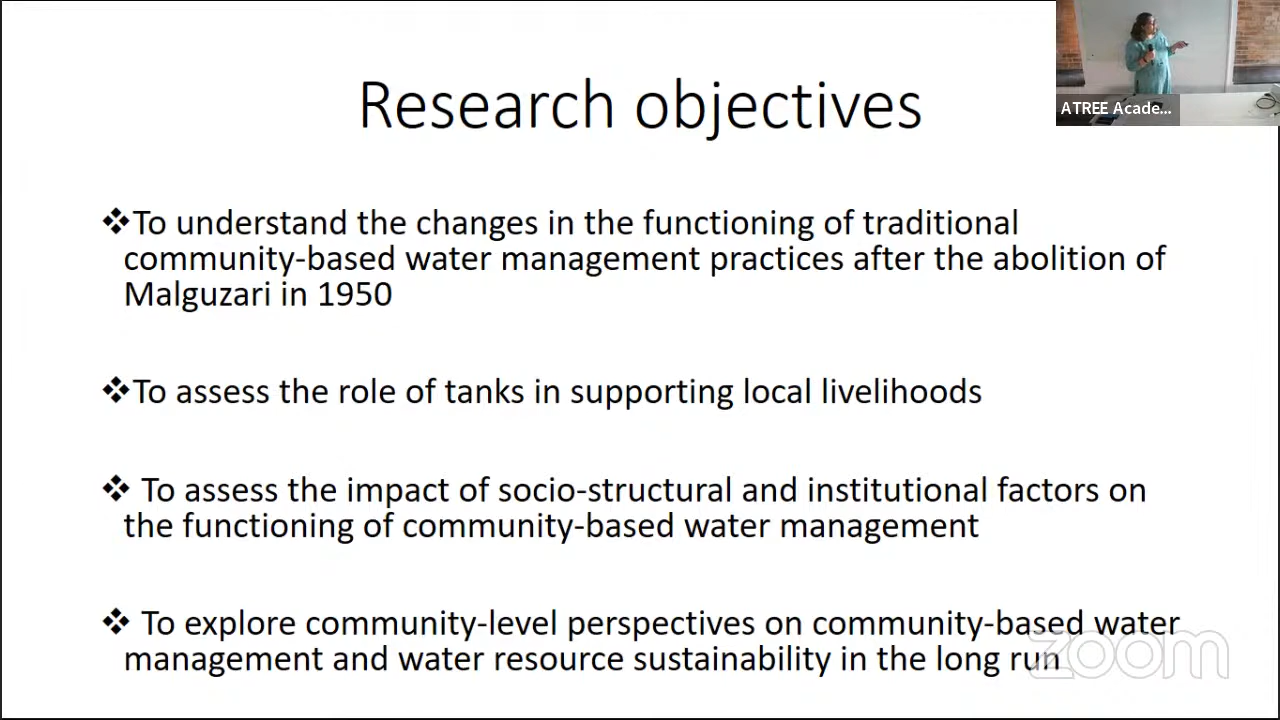 Research objectives
ATREE Acade...
❖To understand the changes in the functioning of traditional
community-based water management practices after the abolition of
Malguzari in 1950
❖To assess the role of tanks in supporting local livelihoods
❖ To assess the impact of socio-structural and institutional factors on
the functioning of community-based water management
❖ To explore community-level perspectives on community-based water
management and water resource sustainability in the long run
zoom